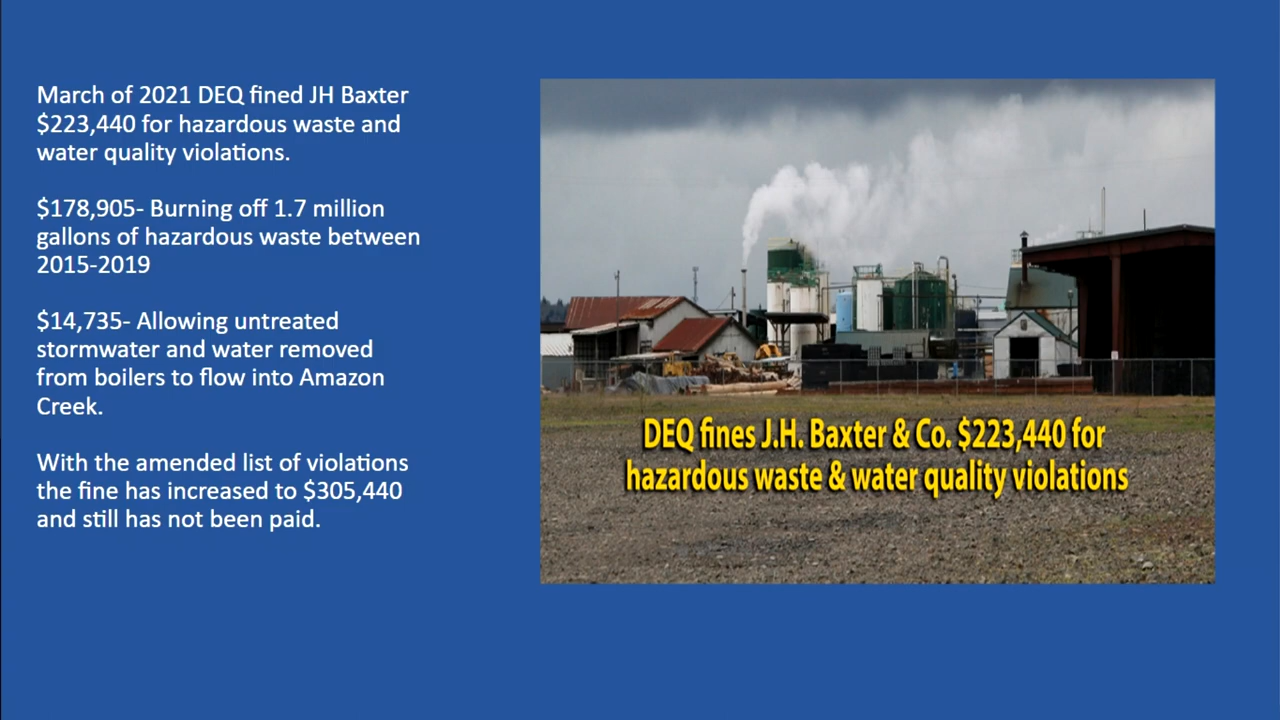 March of 2021 DEQ fined JH Baxter
$223,440 for hazardous waste and
water quality violations.
$178,905- Burning off 1.7 million
gallons of hazardous waste between
2015-2019
$14,735- Allowing untreated
stormwater and water removed
from boilers to flow into Amazon
Creek.
With the amended list of violations
the fine has increased to $305,440
and still has not been paid.
DEQ fines J.H. Baxter & Co. $223,440 for
hazardous waste & water quality violations